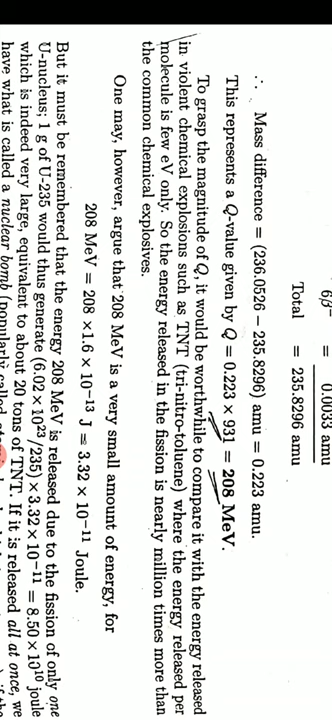 6β⁻ = 0.0033 amu
Total = 235.8296 amu
∴ Mass difference = (236.0526 − 235.8296) amu = 0.223 amu.
This represents a Q-value given by Q = 0.223 × 931 = 208 MeV.
To grasp the magnitude of Q, it would be worthwhile to compare it with the energy released
in violent chemical explosions such as TNT (tri-nitro-toluene) where the energy released per
molecule is few eV only. So the energy released in the fission is nearly million times more than
the common chemical explosives.
One may, however, argue that 208 MeV is a very small amount of energy, for
208 MeV = 208 ×1.6 × 10⁻¹³ J = 3.32 × 10⁻¹¹ Joule.
But it must be remembered that the energy 208 MeV is released due to the fission of only one
U-nucleus; 1 g of U-235 would thus generate (6.02 × 10²³/235) × 3.32 × 10⁻¹¹ = 8.50 × 10¹⁰ joule
which is indeed very large, equivalent to about 20 tons of TNT. If it is released all at once, we
have what is called a nuclear bomb (popularly called